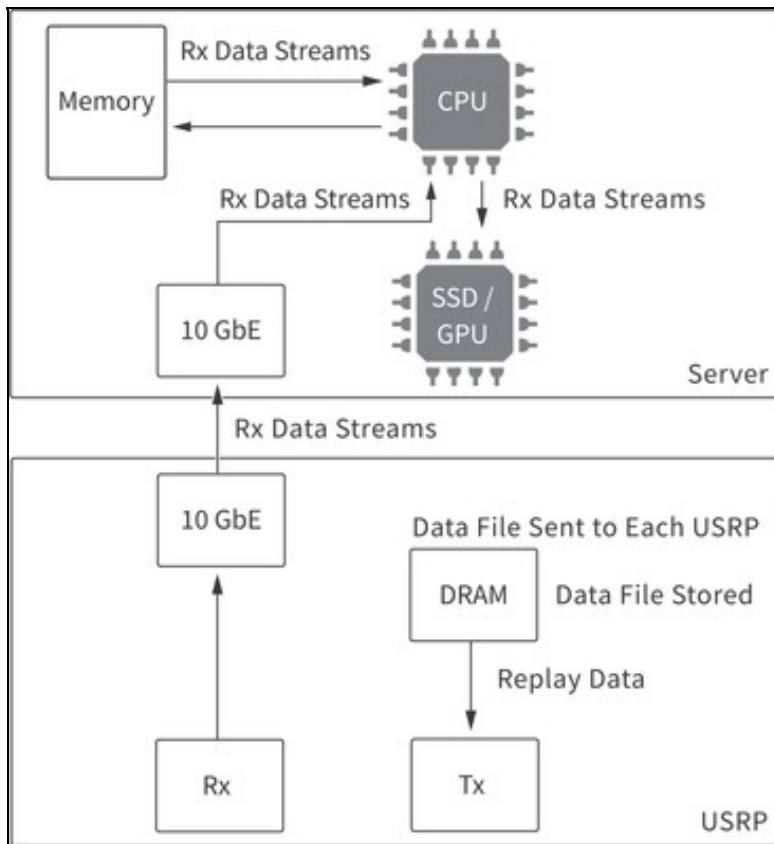 Rx Data Streams
Memory
CPU
Rx Data Streams
Rx Data Streams
10 GbE
SSD /
GPU
Server
Rx Data Streams
10 GbE
Data File Sent to Each USRP
DRAM
Data File Stored
Replay Data
Rx
Tx
USRP